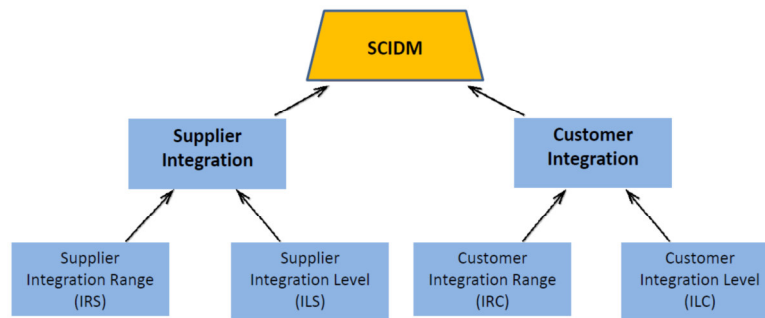 SCIDM
Supplier
Integration
Customer
Integration
Supplier
Integration Range
(IRS)
Supplier
Integration Level
(ILS)
Customer
Integration Range
(IRC)
Customer
Integration Level
(ILC)